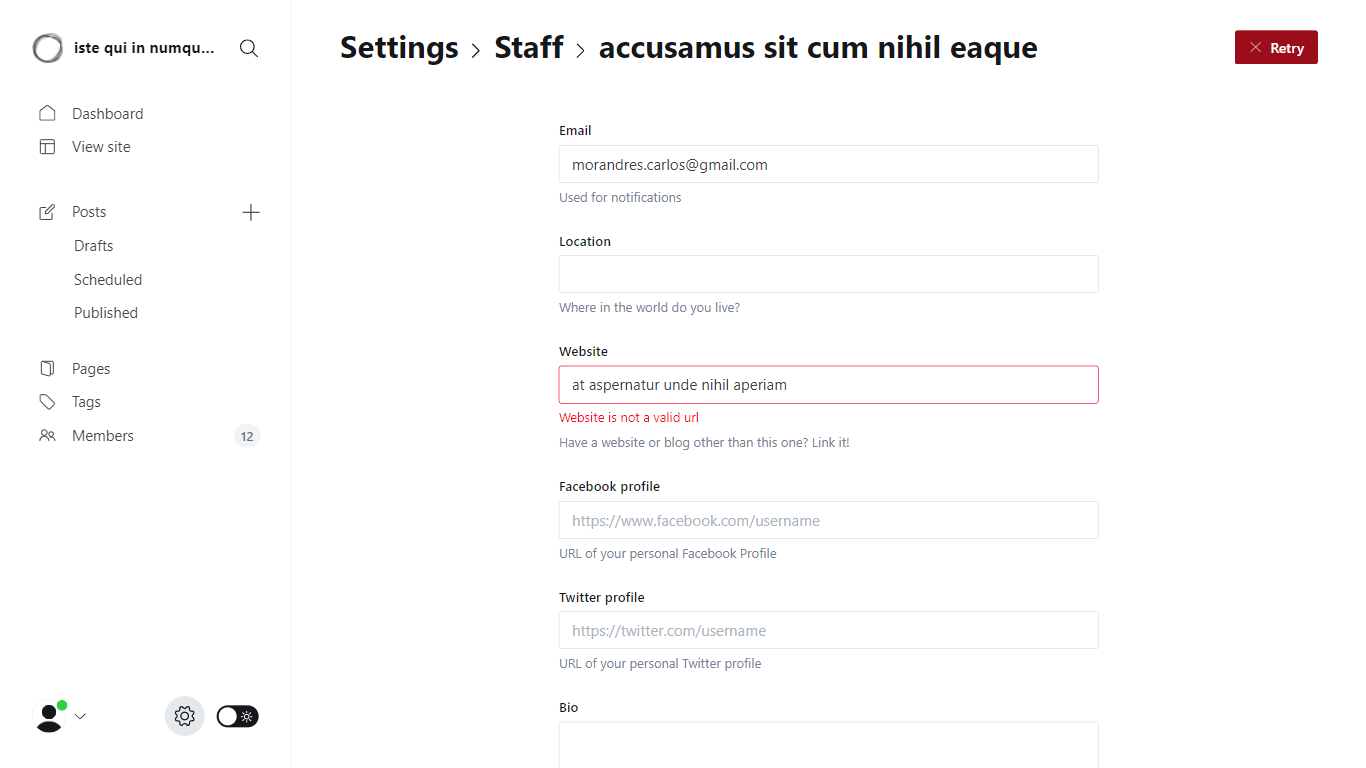 iste qui in numqu...
Dashboard
View site
Posts
Drafts
Scheduled
Published
Pages
Tags
Members
12
Settings
Staff
accusamus sit cum nihil eaque
Retry
Email
morandres.carlos@gmail.com
Used for notifications
Location
Where in the world do you live?
Website
at aspernatur unde nihil aperiam
Website is not a valid url
Have a website or blog other than this one? Link it!
Facebook profile
https://www.facebook.com/username
URL of your personal Facebook Profile
Twitter profile
https://twitter.com/username
URL of your personal Twitter profile
Bio